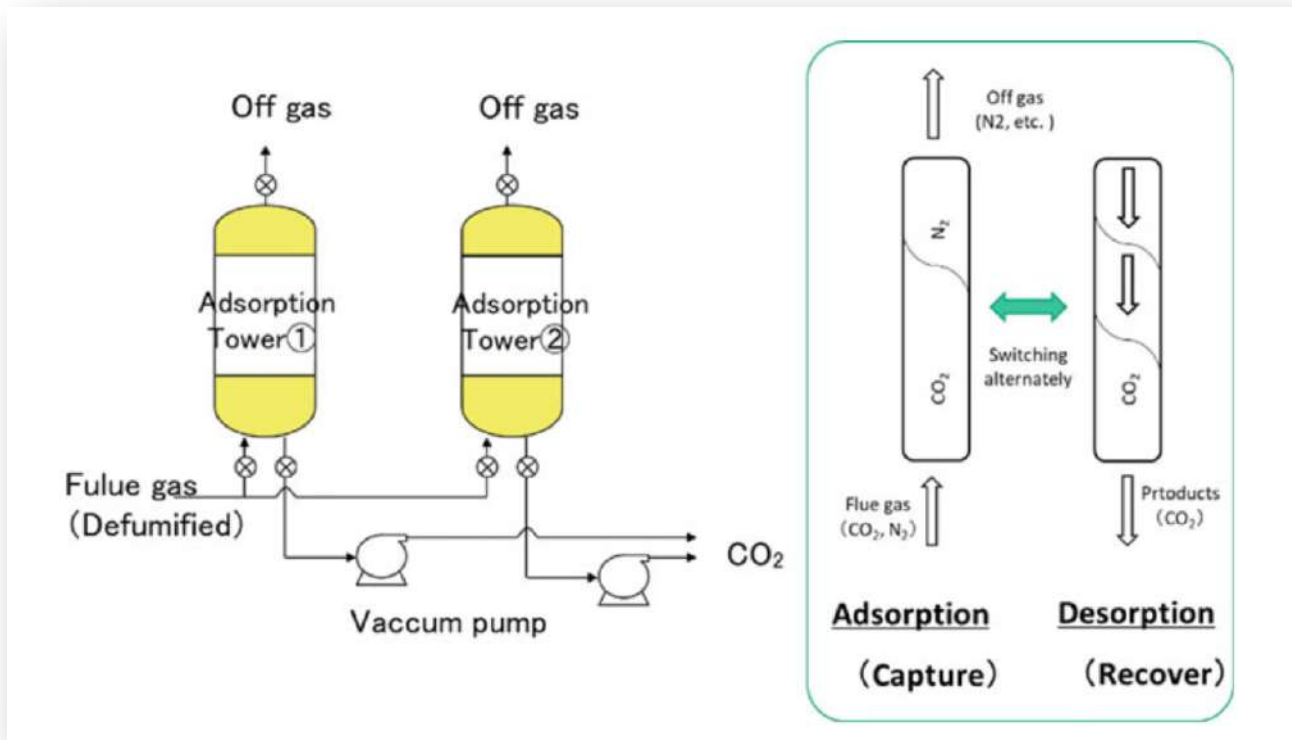 Off gas
Off gas
Adsorption
Tower①
Adsorption
Tower②
Fulue gas
(Defumified)
CO₂
Vaccum pump
Off gas
(N2, etc. )
N₂
CO₂
CO₂
Switching
alternately
Flue gas
(CO₂, N₂)
Prtoducts
(CO₂)
Adsorption
(Capture)
Desorption
(Recover)